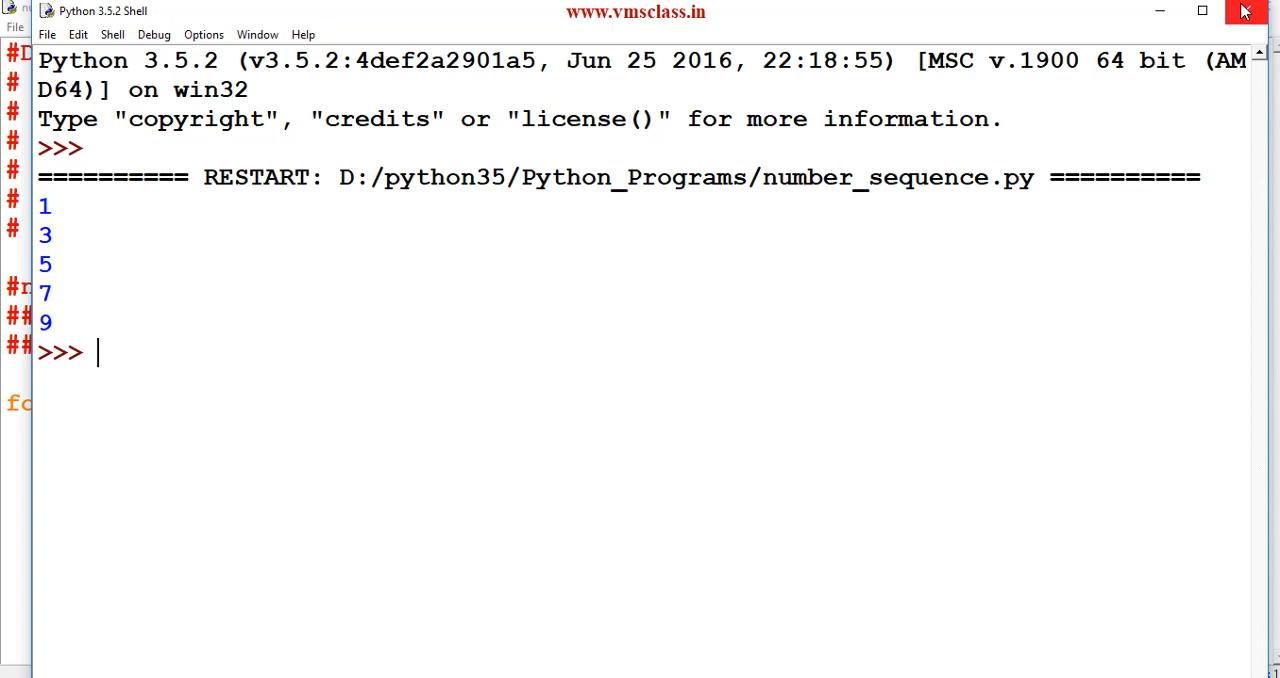 Python 3.5.2 Shell
www.vmsclass.in
File
File Edit Shell Debug Options Window Help
Python 3.5.2 (v3.5.2:4def2a2901a5, Jun 25 2016, 22:18:55) [MSC v.1900 64 bit (AM
D64)] on win32
Type "copyright", "credits" or "license()" for more information.
>>>
========== RESTART: D:/python35/Python_Programs/number_sequence.py ==========
1
3
5
7
9
>>>
#
#
#
#
#
#
##
##